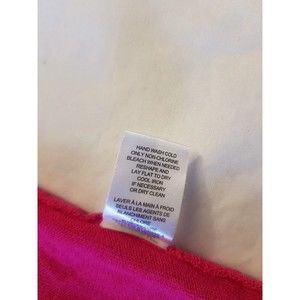 HAND WASH COLD
ONLY NON-CHLORINE
BLEACH WHEN NEEDED
RESHAPE AND
LAY FLAT TO DRY
COOL IRON
IF NECESSARY
OR DRY CLEAN
LAVER À LA MAIN À FROID
SEULS LES AGENTS DE
BLANCHIMENT SANS
CHLORE